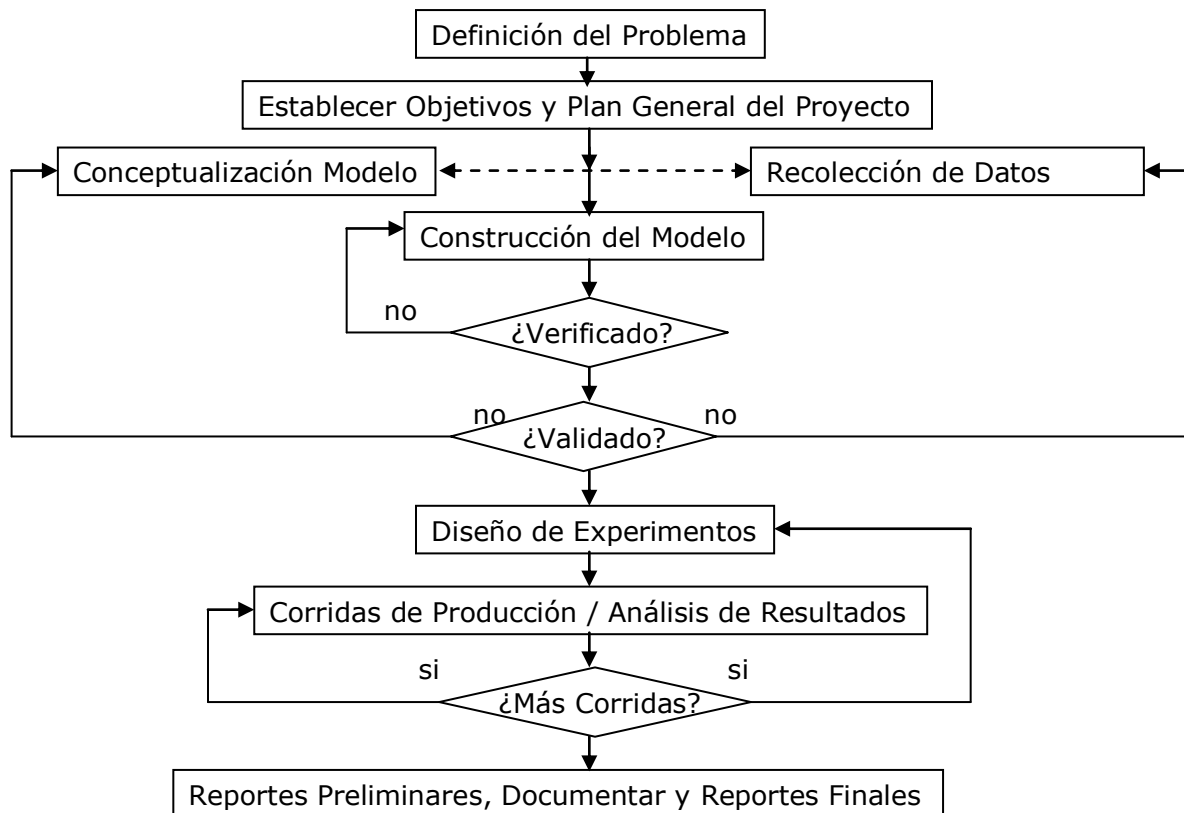 Definición del Problema
Establecer Objetivos y Plan General del Proyecto
Conceptualización Modelo
Recolección de Datos
Construcción del Modelo
no
¿Verificado?
no
no
¿Validado?
Diseño de Experimentos
Corridas de Producción / Análisis de Resultados
si
si
¿Más Corridas?
Reportes Preliminares, Documentar y Reportes Finales